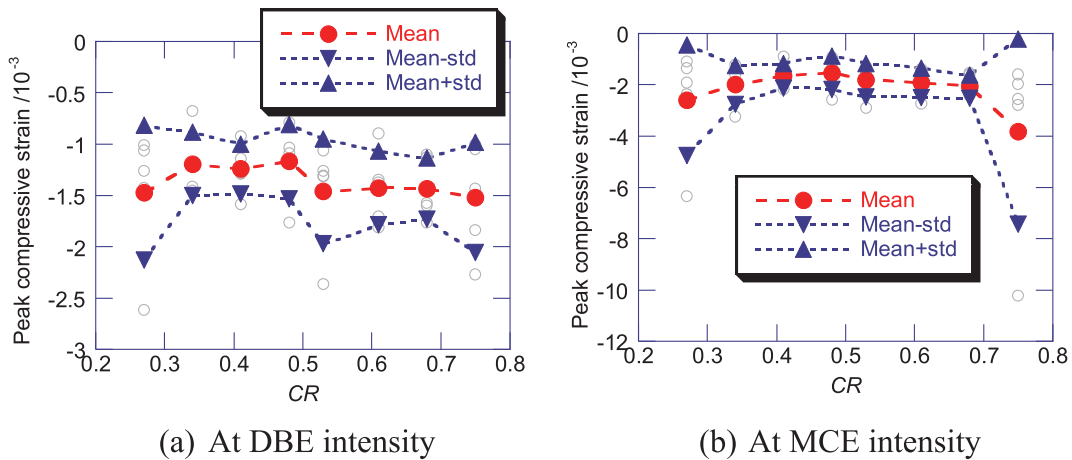 Mean
Mean-std
Mean+std
Peak compressive strain /10⁻³
0
-0.5
-1
-1.5
-2
-2.5
-3
0.2 0.3 0.4 0.5 0.6 0.7 0.8
CR
(a) At DBE intensity
Mean
Mean-std
Mean+std
Peak compressive strain /10⁻³
0
-2
-4
-6
-8
-10
-12
0.2 0.3 0.4 0.5 0.6 0.7 0.8
CR
(b) At MCE intensity